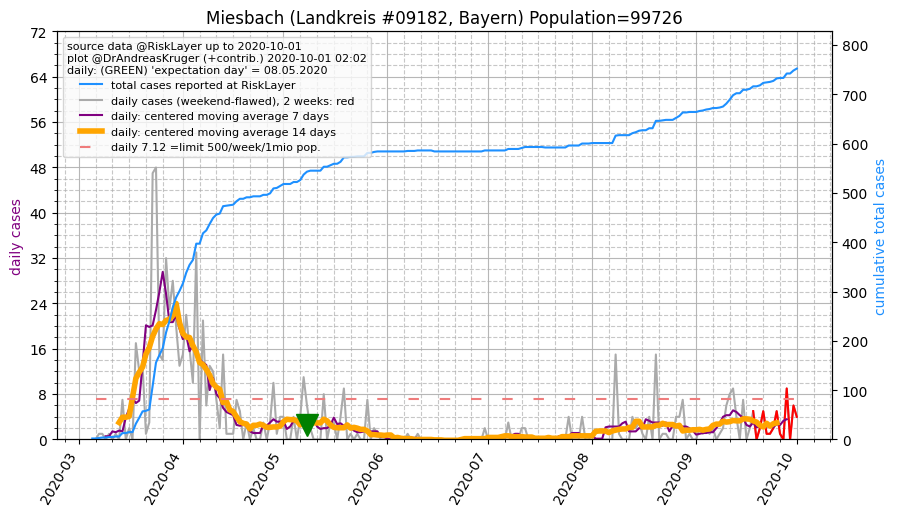 Miesbach (Landkreis #09182, Bayern) Population=99726
source data @RiskLayer up to 2020-10-01
plot @DrAndreasKruger (+contrib.) 2020-10-01 02:02
daily: (GREEN) 'expectation day' = 08.05.2020
total cases reported at RiskLayer
daily cases (weekend-flawed), 2 weeks: red
daily: centered moving average 7 days
daily: centered moving average 14 days
daily 7.12 =limit 500/week/1mio pop.
daily cases
72
64
56
48
40
32
24
16
8
0
cumulative total cases
800
700
600
500
400
300
200
100
0
2020-03
2020-04
2020-05
2020-06
2020-07
2020-08
2020-09
2020-10